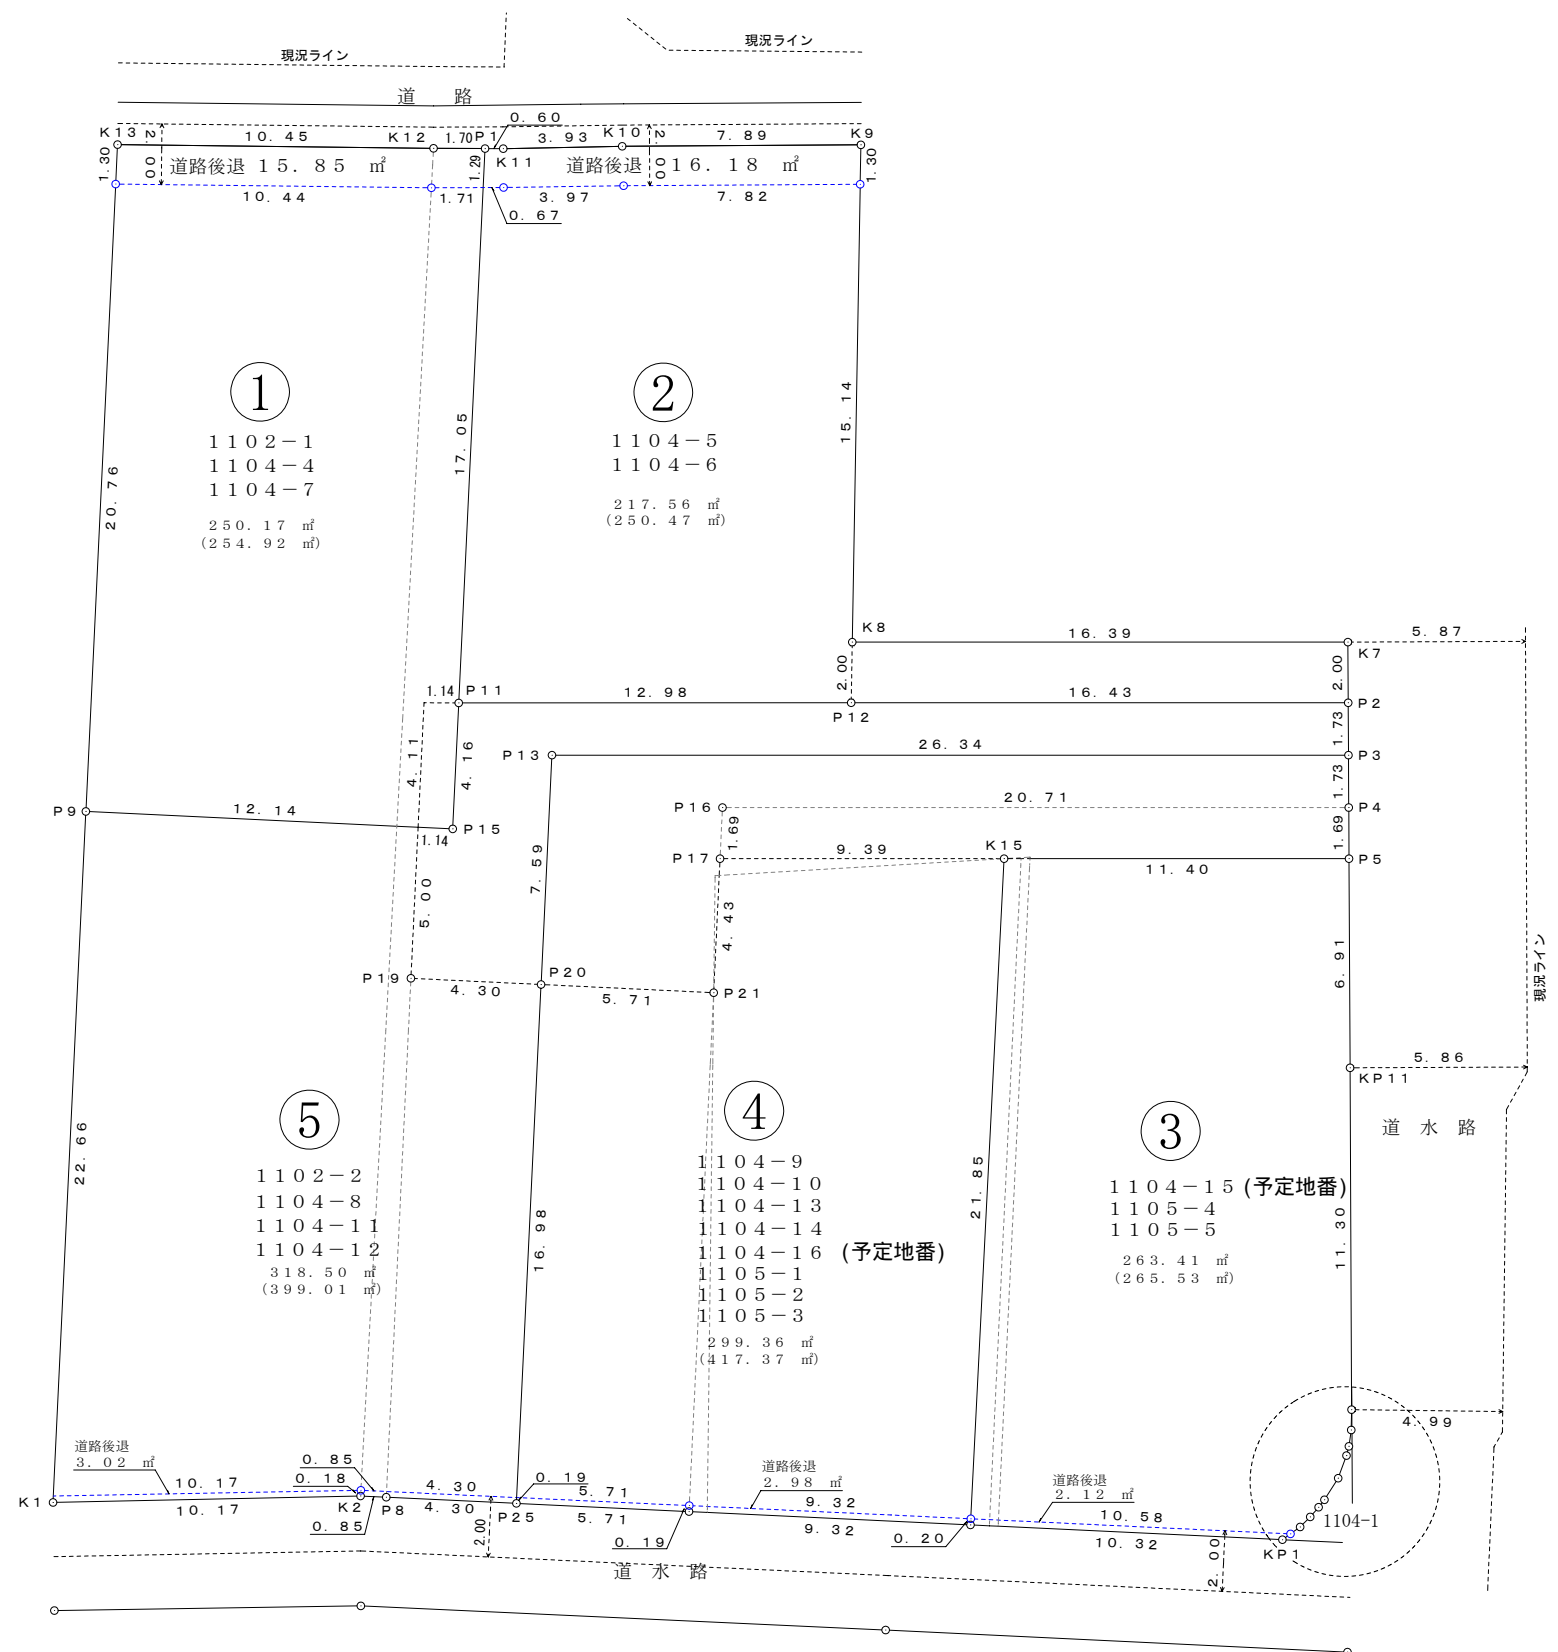 現況ライン
現況ライン
道　路
K13
2.00
10.45
K12
1.70
P1
0.60
3.93
K10
2.00
7.89
K9
1.30
道路後退 15.85 ㎡
1.29
K11
道路後退 16.18 ㎡
1.30
10.44
1.71
0.67
3.97
7.82
①
1102-1
1104-4
1104-7
250.17 ㎡
(254.92 ㎡)
②
1104-5
1104-6
217.56 ㎡
(250.47 ㎡)
20.76
17.05
15.14
K8
16.39
5.87
K7
2.00
2.00
1.14
P11
12.98
P12
16.43
P2
4.11
4.16
1.73
P13
26.34
P3
1.73
P9
12.14
1.14
P15
P16
20.71
P4
7.59
1.69
1.69
P17
9.39
K15
11.40
P5
5.00
4.43
6.91
現況ライン
P19
4.30
P20
5.71
P21
5.86
KP11
道　水　路
22.66
16.98
21.85
11.30
⑤
1102-2
1104-8
1104-11
1104-12
318.50 ㎡
(399.01 ㎡)
④
1104-9
1104-10
1104-13
1104-14
1104-16 (予定地番)
1105-1
1105-2
1105-3
299.36 ㎡
(417.37 ㎡)
③
1104-15 (予定地番)
1105-4
1105-5
263.41 ㎡
(265.53 ㎡)
4.99
道路後退
3.02 ㎡
10.17
0.85
0.18
4.30
0.19
5.71
道路後退
2.98 ㎡
9.32
道路後退
2.12 ㎡
10.58
K1
10.17
K2
P8
0.85
4.30
P25
5.71
2.00
0.19
9.32
0.20
10.32
KP1
2.00
1104-1
道　水　路